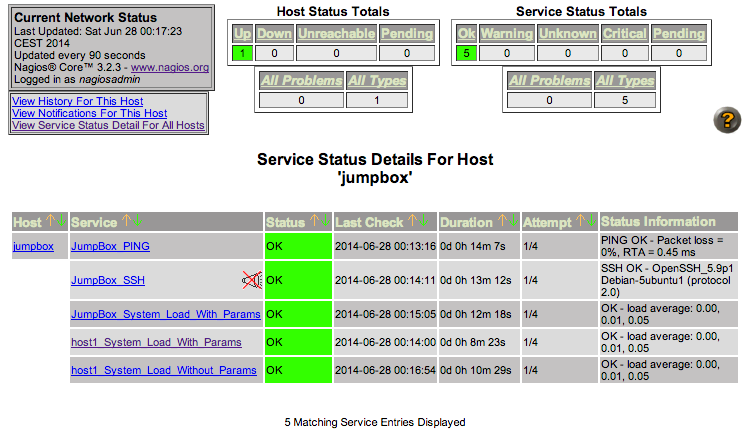 Current Network Status
Last Updated: Sat Jun 28 00:17:23
CEST 2014
Updated every 90 seconds
Nagios® Core™ 3.2.3 - www.nagios.org
Logged in as nagiosadmin
View History For This Host
View Notifications For This Host
View Service Status Detail For All Hosts
Host Status Totals
Up Down Unreachable Pending
1 0 0 0
All Problems All Types
0 1
Service Status Totals
Ok Warning Unknown Critical Pending
5 0 0 0 0
All Problems All Types
0 5
?
Service Status Details For Host
'jumpbox'
Host Service Status Last Check Duration Attempt Status Information
jumpbox JumpBox_PING OK 2014-06-28 00:13:16 0d 0h 14m 7s 1/4 PING OK - Packet loss =
0%, RTA = 0.45 ms
JumpBox_SSH OK 2014-06-28 00:14:11 0d 0h 13m 12s 1/4 SSH OK - OpenSSH_5.9p1
Debian-5ubuntu1 (protocol
2.0)
JumpBox_System_Load_With_Params OK 2014-06-28 00:15:05 0d 0h 12m 18s 1/4 OK - load average: 0.00,
0.01, 0.05
host1_System_Load_With_Params OK 2014-06-28 00:14:00 0d 0h 8m 23s 1/4 OK - load average: 0.00,
0.01, 0.05
host1_System_Load_Without_Params OK 2014-06-28 00:16:54 0d 0h 10m 29s 1/4 OK - load average: 0.00,
0.01, 0.05
5 Matching Service Entries Displayed